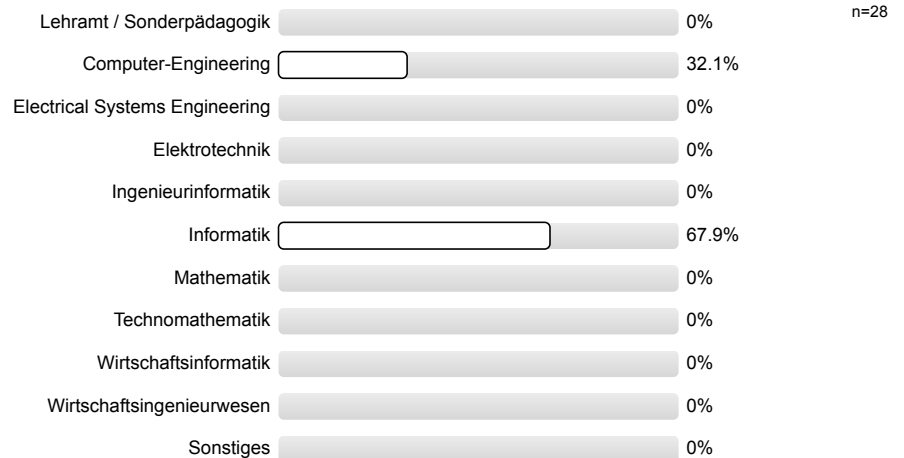 Lehramt / Sonderpädagogik 0% n=28
Computer-Engineering 32.1%
Electrical Systems Engineering 0%
Elektrotechnik 0%
Ingenieurinformatik 0%
Informatik 67.9%
Mathematik 0%
Technomathematik 0%
Wirtschaftsinformatik 0%
Wirtschaftsingenieurwesen 0%
Sonstiges 0%